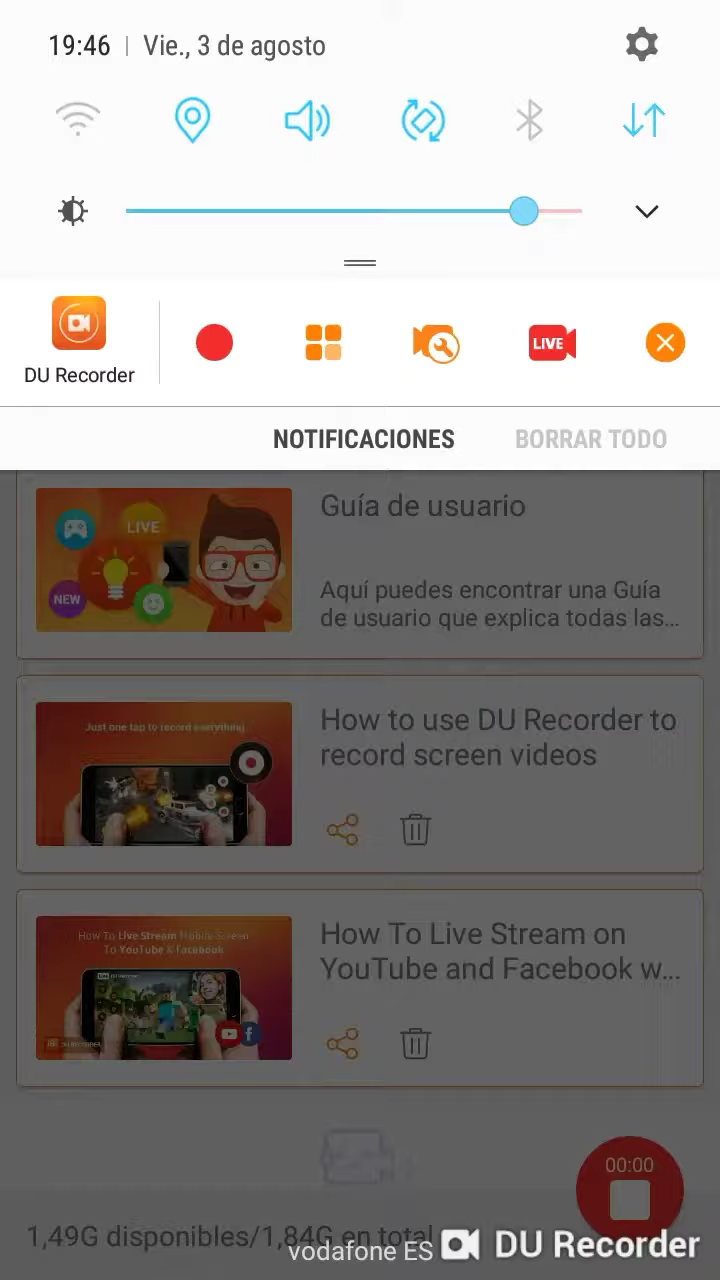 19:46 | Vie., 3 de agosto
DU Recorder
LIVE
NOTIFICACIONES
BORRAR TODO
LIVE
NEW
Guía de usuario
Aquí puedes encontrar una Guía
de usuario que explica todas las...
Just one tap to record everything
How to use DU Recorder to
record screen videos
How To Live Stream Mobile Screen
To YouTube & Facebook
How To Live Stream on
YouTube and Facebook w...
00:00
1,49G disponibles/1,84G en total
vodafone ES
DU Recorder